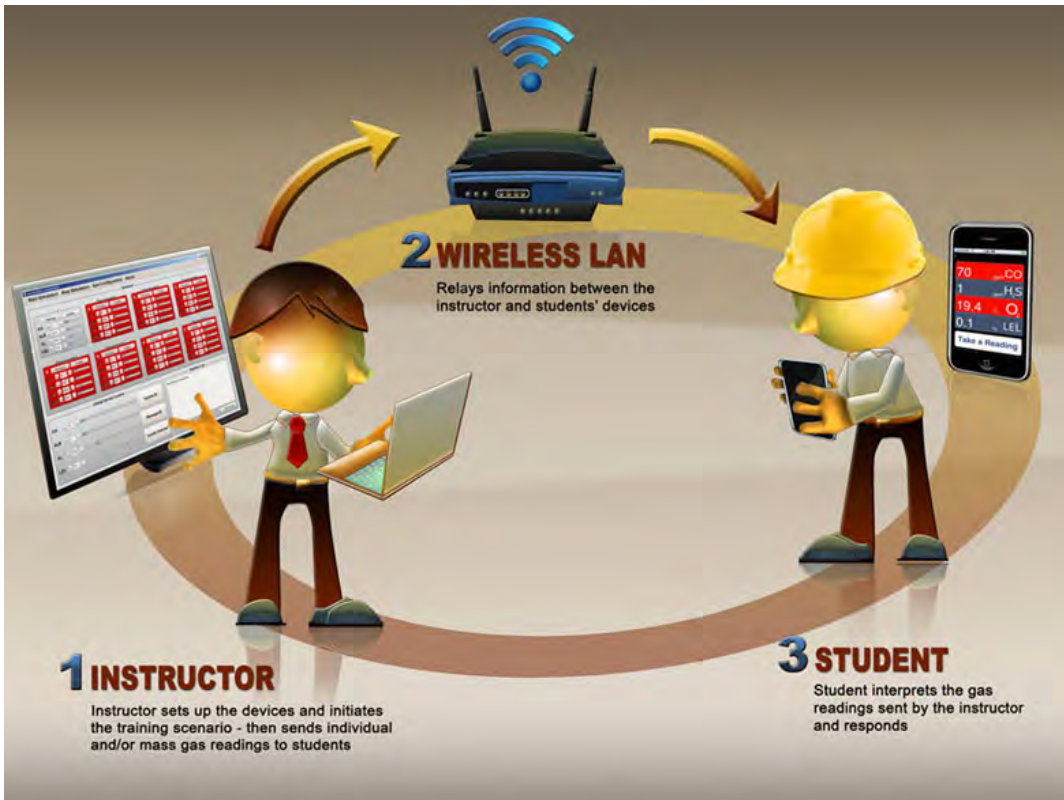 2 WIRELESS LAN
Relays information between the
instructor and students' devices
70 ppm CO
1 ppm H₂S
19.4 % O₂
0.1 % LEL
Take a Reading
1 INSTRUCTOR
Instructor sets up the devices and initiates
the training scenario - then sends individual
and/or mass gas readings to students
3 STUDENT
Student interprets the gas
readings sent by the instructor
and responds